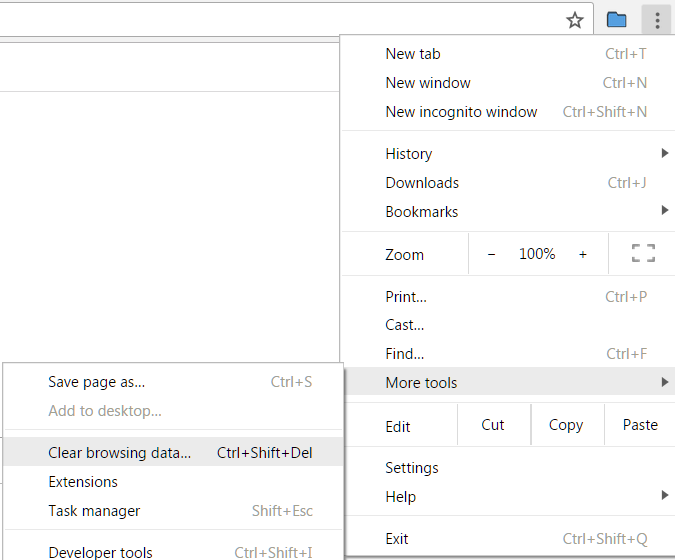 New tab Ctrl+T
New window Ctrl+N
New incognito window Ctrl+Shift+N
History
Downloads Ctrl+J
Bookmarks
Zoom − 100% +
Print... Ctrl+P
Cast...
Find... Ctrl+F
More tools
Edit Cut Copy Paste
Settings
Help
Exit Ctrl+Shift+Q
Save page as... Ctrl+S
Add to desktop...
Clear browsing data... Ctrl+Shift+Del
Extensions
Task manager Shift+Esc
Developer tools Ctrl+Shift+I